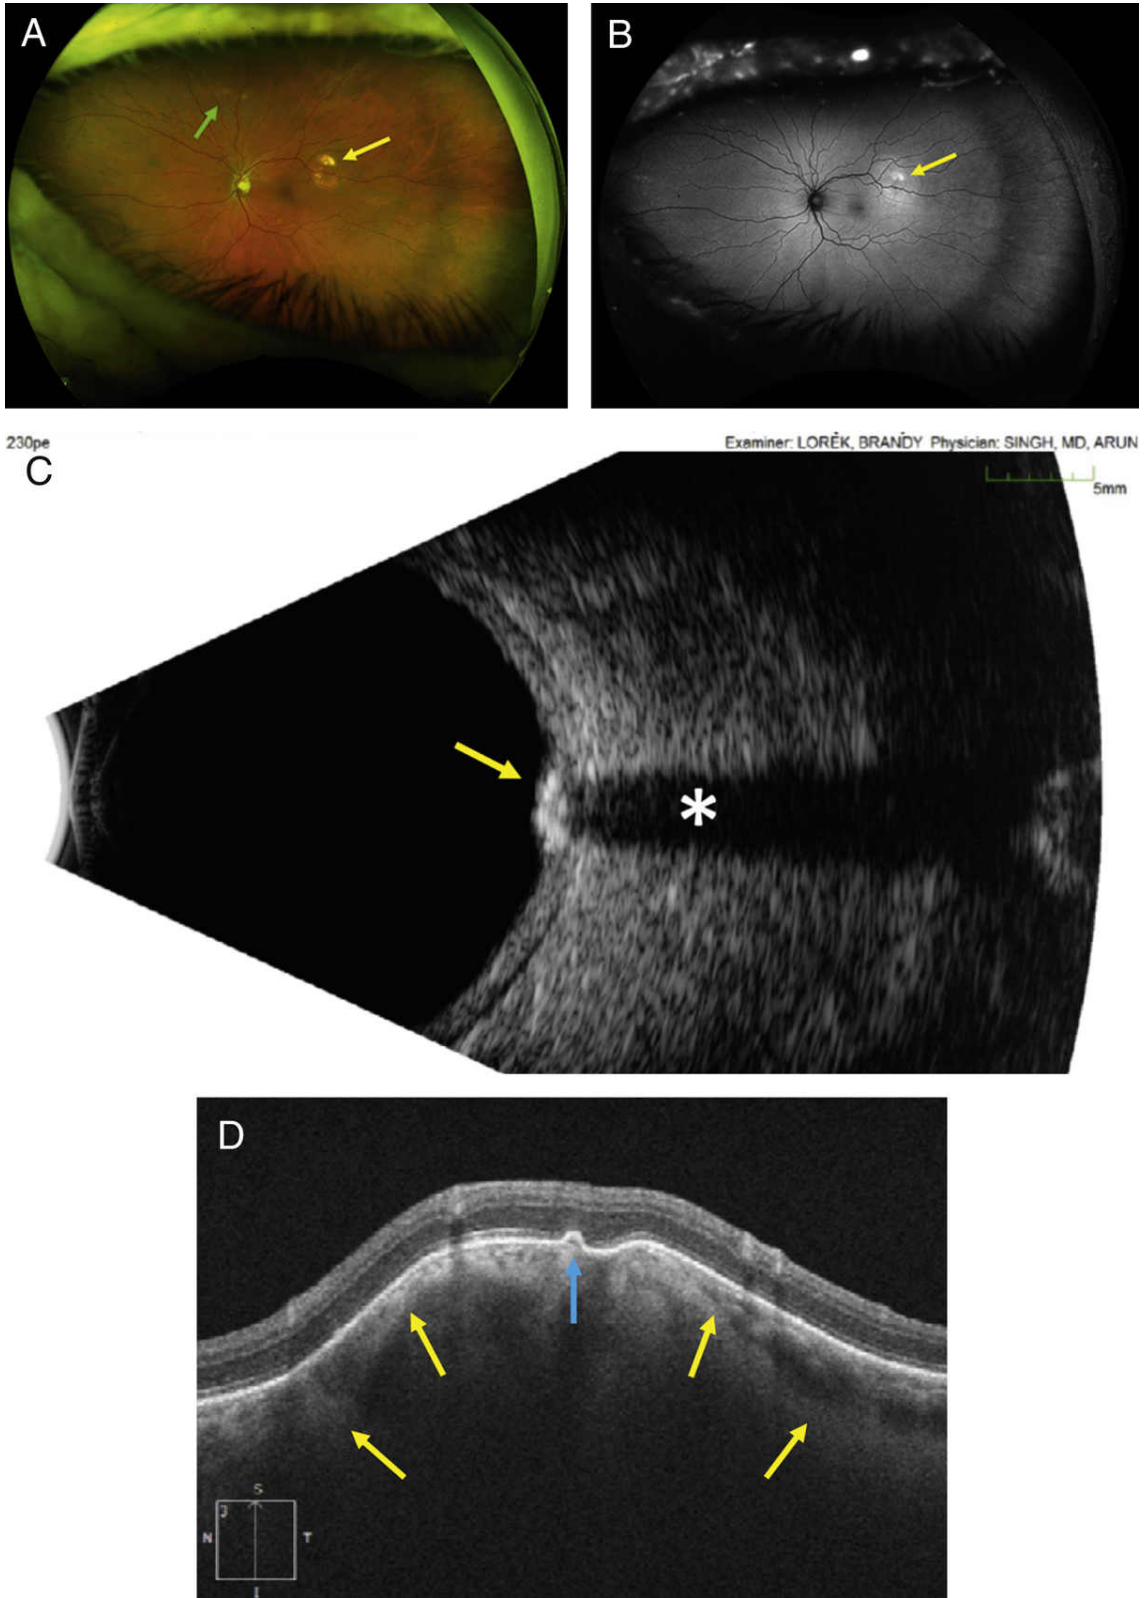 A
B
230pe
Examiner: LOREK, BRANDY Physician: SINGH, MD, ARUN
C
5mm
*
D
S
N
T
I